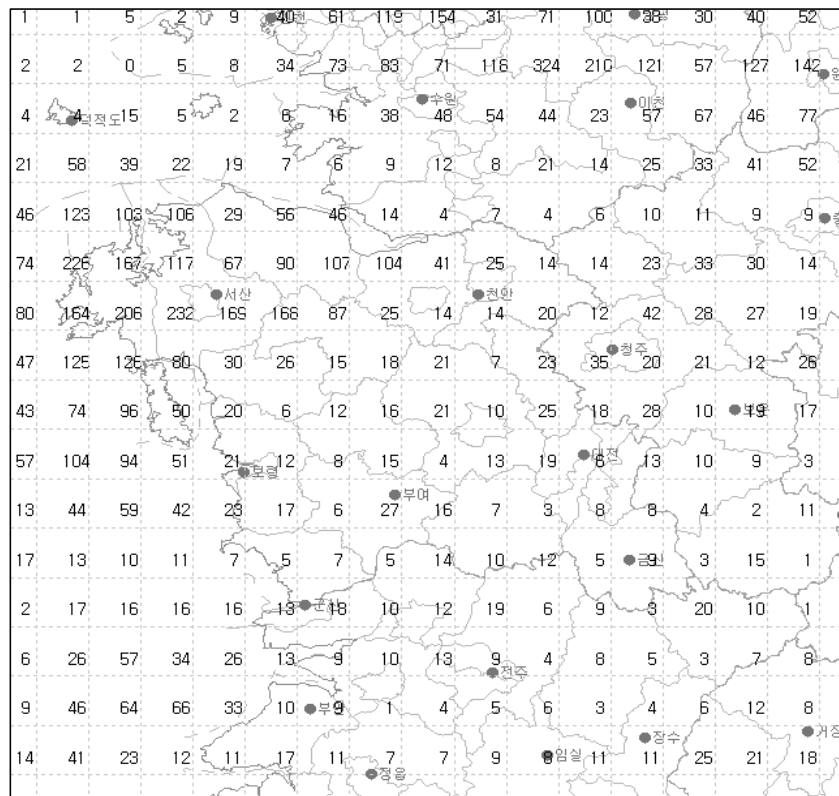 1 1 5 2 9 40 61 119 154 31 71 100 38 30 40 52
2 2 0 5 8 34 73 83 71 116 324 210 121 57 127 142
수원 이천
4 4 15 5 2 6 16 38 48 54 44 23 57 67 46 77
덕적도
21 58 39 22 19 7 6 9 12 8 21 14 25 33 41 52
46 123 103 106 29 56 46 14 4 7 4 6 10 11 9 9
74 226 167 117 67 90 107 104 41 25 14 14 23 33 30 14
서산 천안
80 164 206 232 169 166 87 25 14 14 20 12 42 28 27 19
청주
47 125 126 80 30 26 15 18 21 7 23 35 20 21 12 26
43 74 96 50 20 6 12 16 21 10 25 18 28 10 19 17
대전
57 104 94 51 21 12 8 15 4 13 19 6 13 10 9 3
보령
부여
13 44 59 42 23 17 6 27 16 7 3 8 8 4 2 11
17 13 10 11 7 5 7 5 14 10 12 5 9 3 15 1
금산
2 17 16 16 16 13 18 10 12 19 6 9 3 20 10 1
군산
6 26 57 34 26 13 9 10 13 9 4 8 5 3 7 8
전주
9 46 64 66 33 10 9 1 4 5 6 3 4 6 12 8
장수
14 41 23 12 11 17 11 7 7 9 8 11 11 25 21 18
임실
정읍